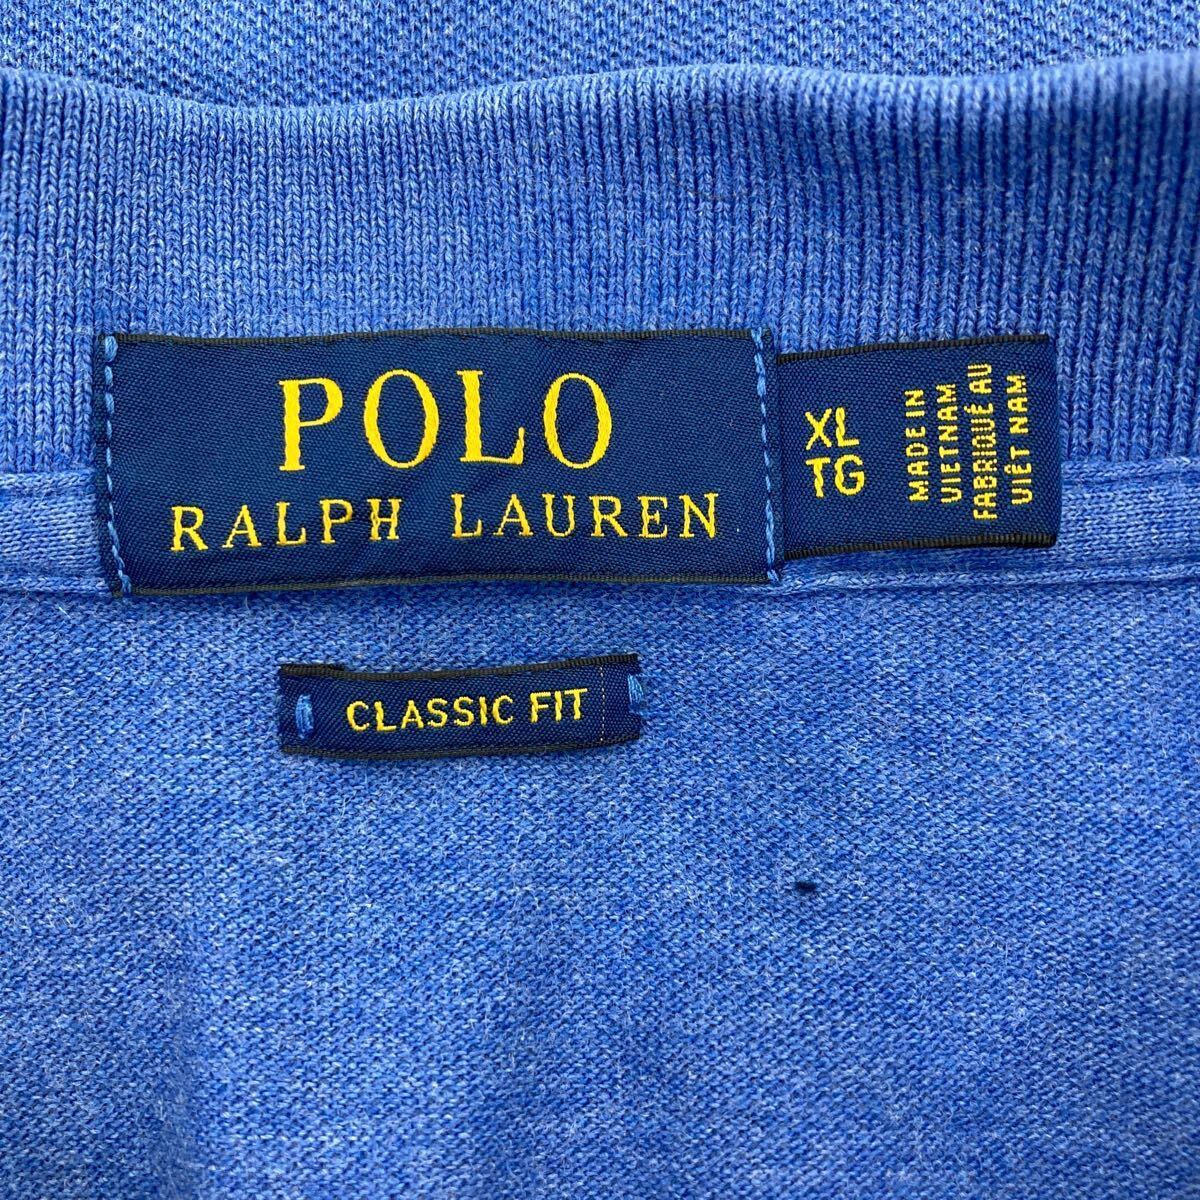 POLO
RALPH LAUREN
XL
TG
MADE IN
VIETNAM
FABRIQUÉ AU
VIÊT NAM
CLASSIC FIT